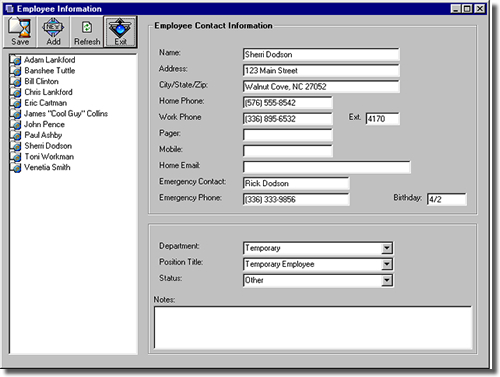 Employee Information
Save Add Refresh Exit
Adam Lankford
Banshee Tuttle
Bill Clinton
Chris Lankford
Eric Cartman
James "Cool Guy" Collins
John Pence
Paul Ashby
Sherri Dodson
Toni Workman
Venetia Smith
Employee Contact Information
Name: Sherri Dodson
Address: 123 Main Street
City/State/Zip: Walnut Cove, NC 27052
Home Phone: (576) 555-8542
Work Phone (336) 895-6532 Ext. 4170
Pager:
Mobile:
Home Email:
Emergency Contact: Rick Dodson
Emergency Phone: (336) 333-9856 Birthday: 4/2
Department: Temporary
Position Title: Temporary Employee
Status: Other
Notes: